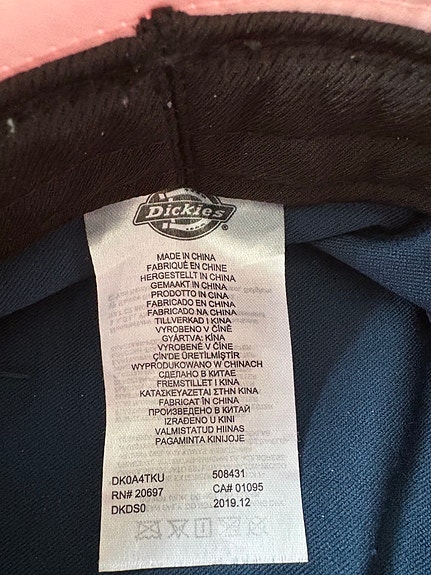 Dickies
®
MADE IN CHINA
FABRIQUÉ EN CHINE
HERGESTELLT IN CHINA
GEMAAKT IN CHINA
PRODOTTO IN CINA
FABRICADO EN CHINA
FABRICADO NA CHINA
TILLVERKAD I KINA
VYROBENO V ČÍNĚ
GYÁRTVA: KÍNA
VYROBENÉ V ČÍNE
ÇİN'DE ÜRETİLMİŞTİR
WYPRODUKOWANO W CHINACH
СДЕЛАНО В КИТАЕ
FREMSTILLET I KINA
ΚΑΤΑΣΚΕΥΑΖΕΤΑΙ ΣΤΗΝ ΚΙΝΑ
FABRICAT ÎN CHINA
ПРОИЗВЕДЕНО В КИТАЙ
IZRAĐENO U KINI
VALMISTATUD HIINAS
PAGAMINTA KINIJOJE
DK0A4TKU 508431
RN# 20697 CA# 01095
DKDS0 2019.12